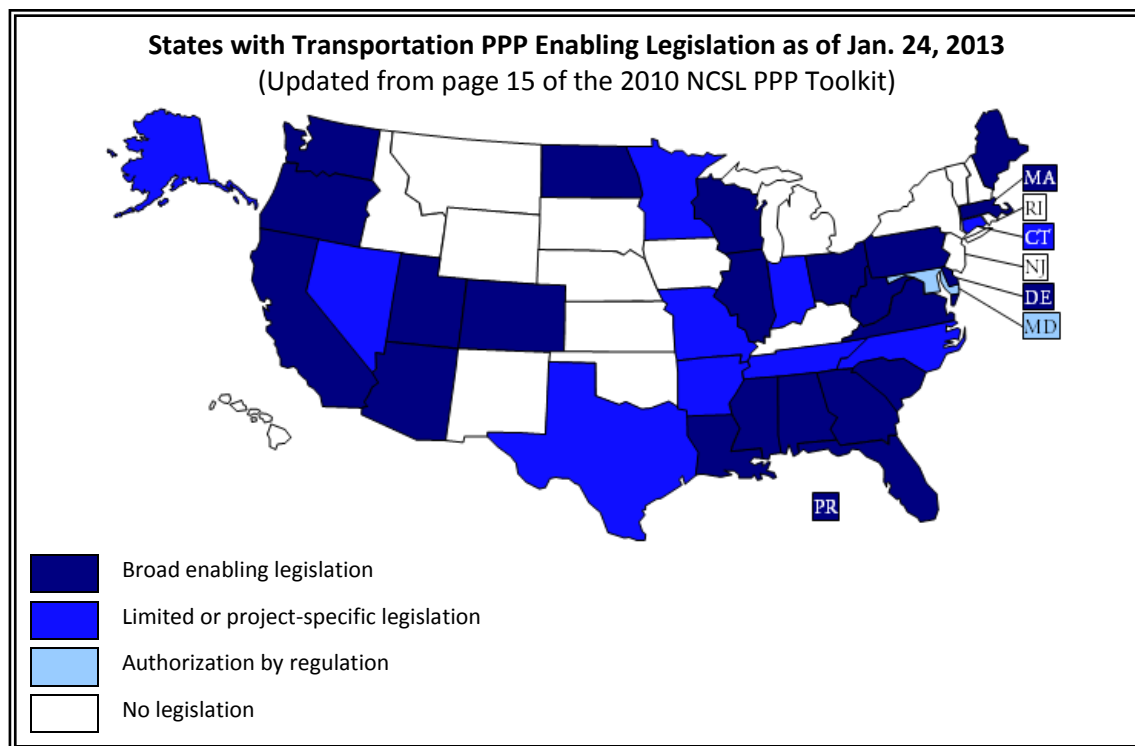 States with Transportation PPP Enabling Legislation as of Jan. 24, 2013
(Updated from page 15 of the 2010 NCSL PPP Toolkit)
MA
RI
CT
NJ
DE
MD
PR
Broad enabling legislation
Limited or project-specific legislation
Authorization by regulation
No legislation